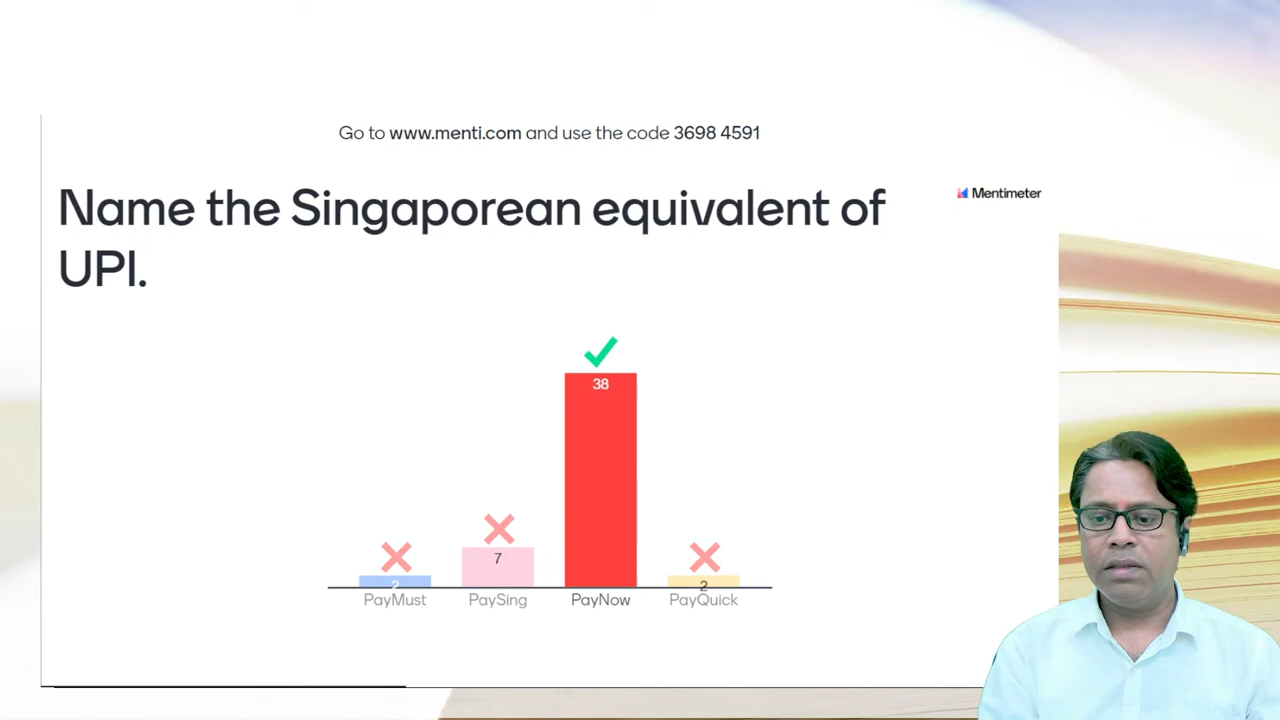 Go to www.menti.com and use the code 3698 4591
Name the Singaporean equivalent of
UPI.
Mentimeter
38
7
2
2
PayMust
PaySing
PayNow
PayQuick